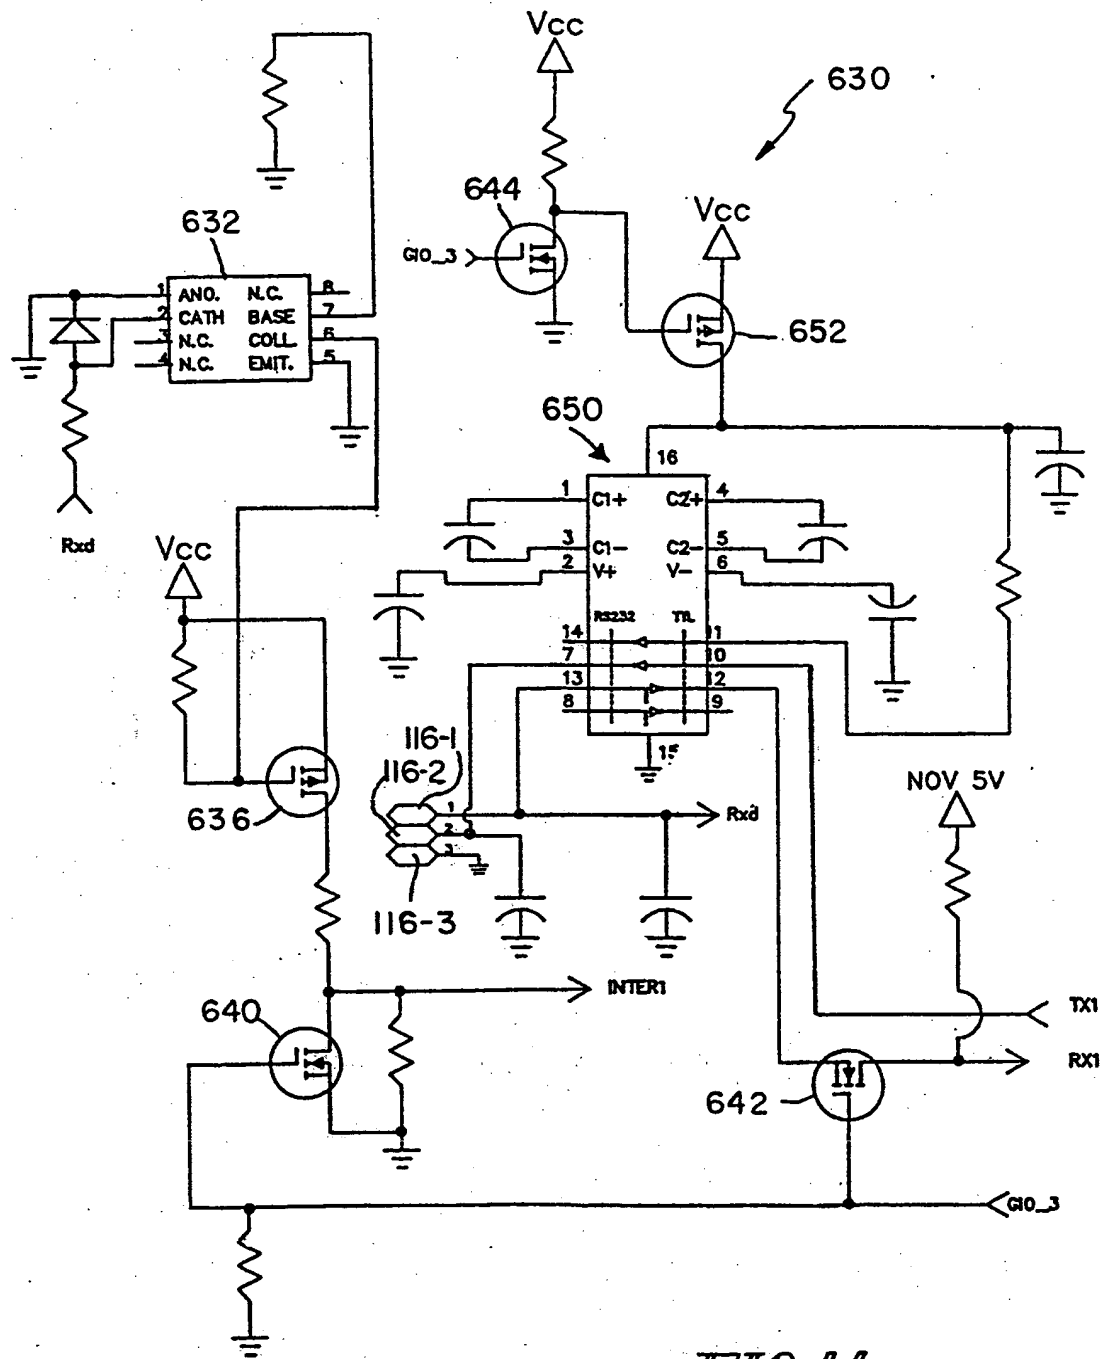 Vcc
630
644
632
Vcc
GIO_3
652
1 ANO. N.C. 8
2 CATH BASE 7
3 N.C. COLL. 6
4 N.C. EMIT. 5
650
16
1 C1+ C2+ 4
Rxd
Vcc
3 C1- C2- 5
2 V+ V- 6
RS232 TTL
14 11
7 10
13 12
8 9
15
116-1
116-2
NOV 5V
636
1
Rxd
2
3
116-3
INTER1
640
TX1
RX1
642
GIO_3